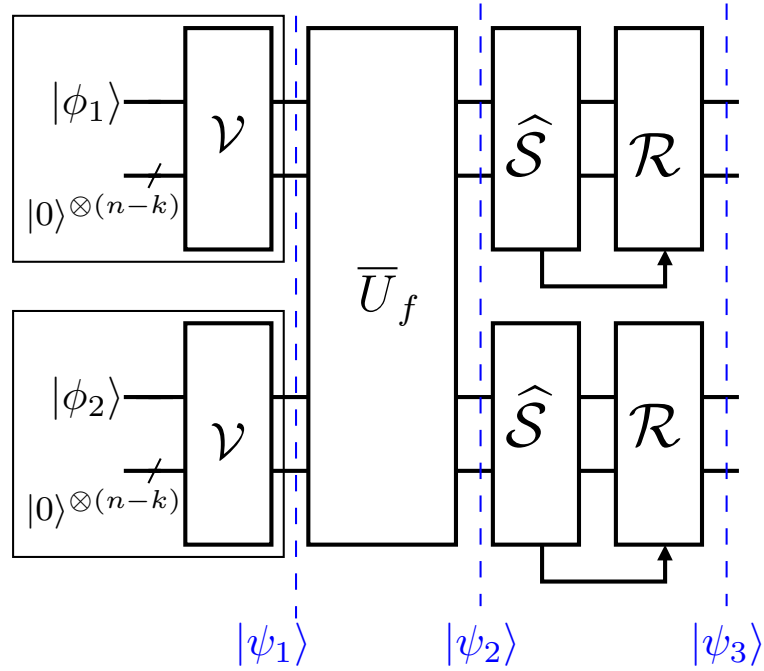 |ϕ₁⟩ 𝒱 Ŝ ℛ
|0⟩^{⊗(n−k)}
U̅_f
|ϕ₂⟩ 𝒱 Ŝ ℛ
|0⟩^{⊗(n−k)}
|ψ₁⟩ |ψ₂⟩ |ψ₃⟩